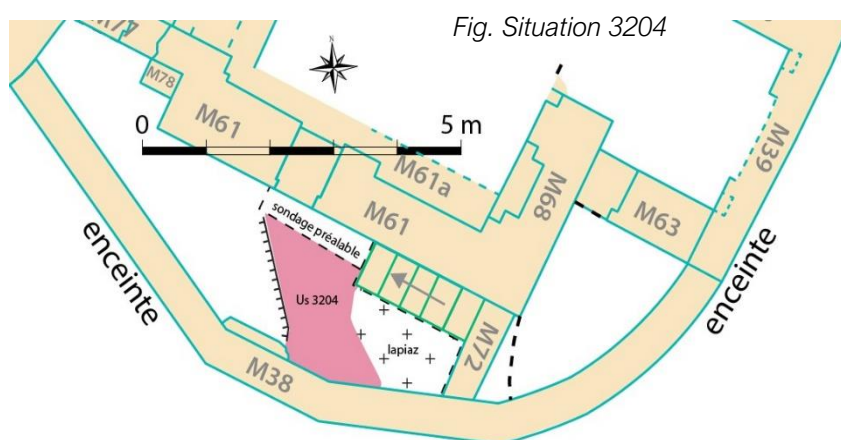 Fig. Situation 3204
M77
N
M78
0
5 m
M61
M61a
M39
M68
M61
M63
sondage préalable
enceinte
enceinte
Us 3204
lapiaz
M72
M38